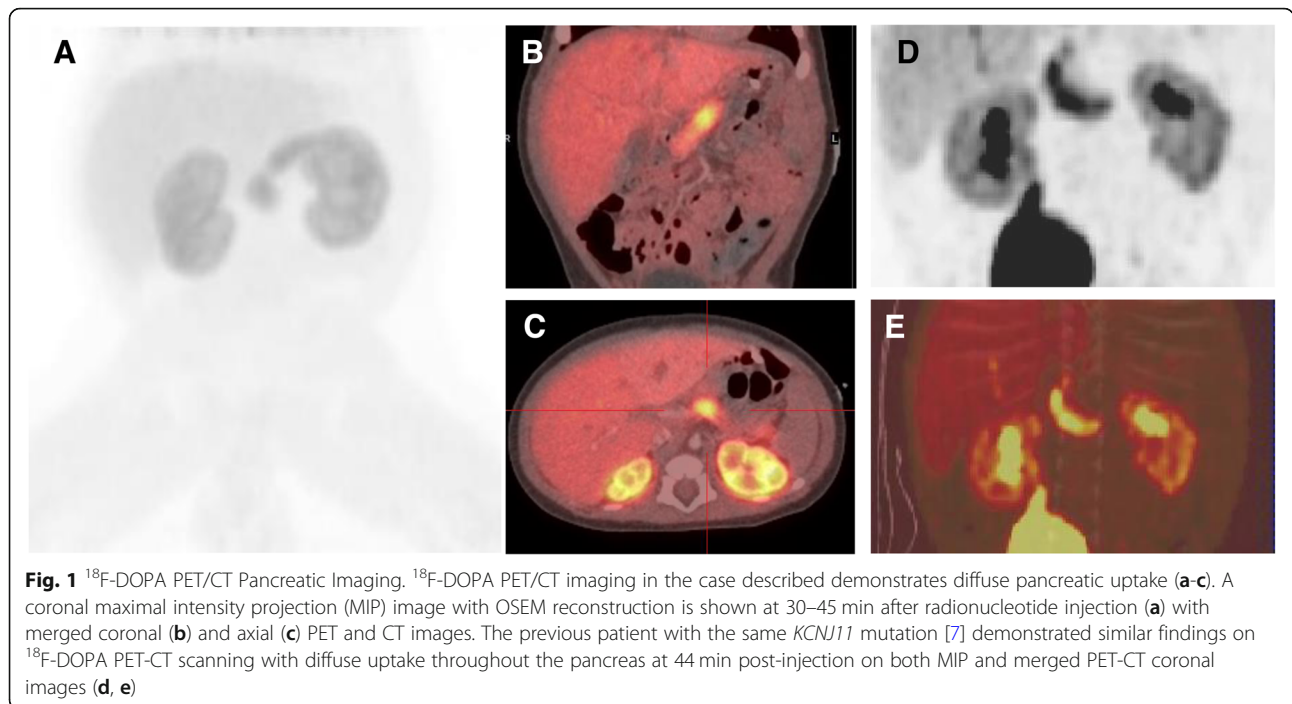 A
B
R
L
C
D
E
Fig. 1 ¹⁸F-DOPA PET/CT Pancreatic Imaging. ¹⁸F-DOPA PET/CT imaging in the case described demonstrates diffuse pancreatic uptake (a-c). A
coronal maximal intensity projection (MIP) image with OSEM reconstruction is shown at 30–45 min after radionucleotide injection (a) with
merged coronal (b) and axial (c) PET and CT images. The previous patient with the same KCNJ11 mutation [7] demonstrated similar findings on
¹⁸F-DOPA PET-CT scanning with diffuse uptake throughout the pancreas at 44 min post-injection on both MIP and merged PET-CT coronal
images (d, e)